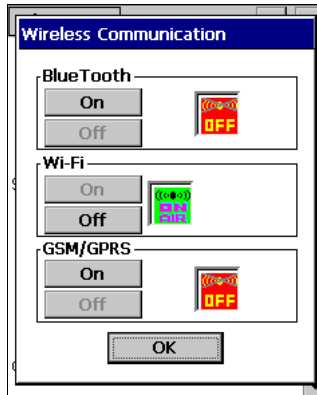 Wireless Communication
BlueTooth
On
OFF
Off
Wi-Fi
On
ON
AIR
Off
GSM/GPRS
On
OFF
Off
OK